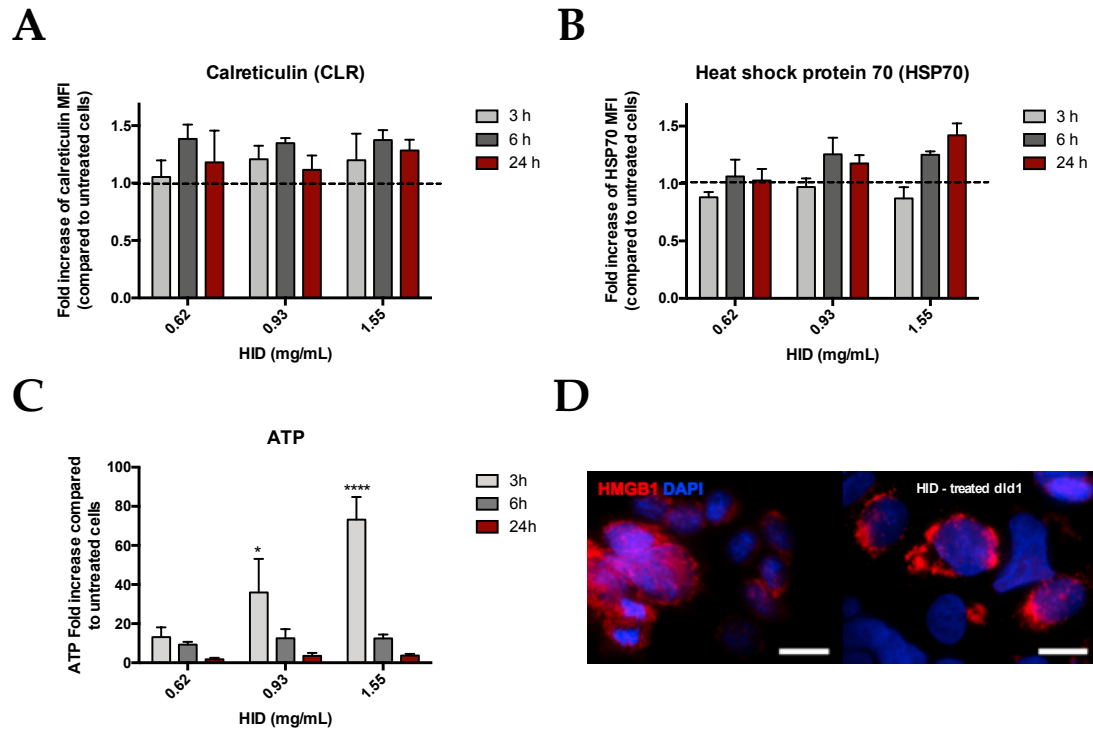 A
Calreticulin (CLR)
Fold increase of calreticulin MFI
(compared to untreated cells)
1.5
1.0
0.5
0.0
0.62
0.93
1.55
HID (mg/mL)
3 h
6 h
24 h
B
Heat shock protein 70 (HSP70)
Fold increase of HSP70 MFI
(compared to untreated cells)
1.5
1.0
0.5
0.0
0.62
0.93
1.55
HID (mg/mL)
3 h
6 h
24 h
C
ATP
ATP Fold increase compared
to untreated cells
100
80
60
40
20
0
*
****
0.62
0.93
1.55
HID (mg/mL)
3h
6h
24h
D
HMGB1 DAPI
HID - treated dld1